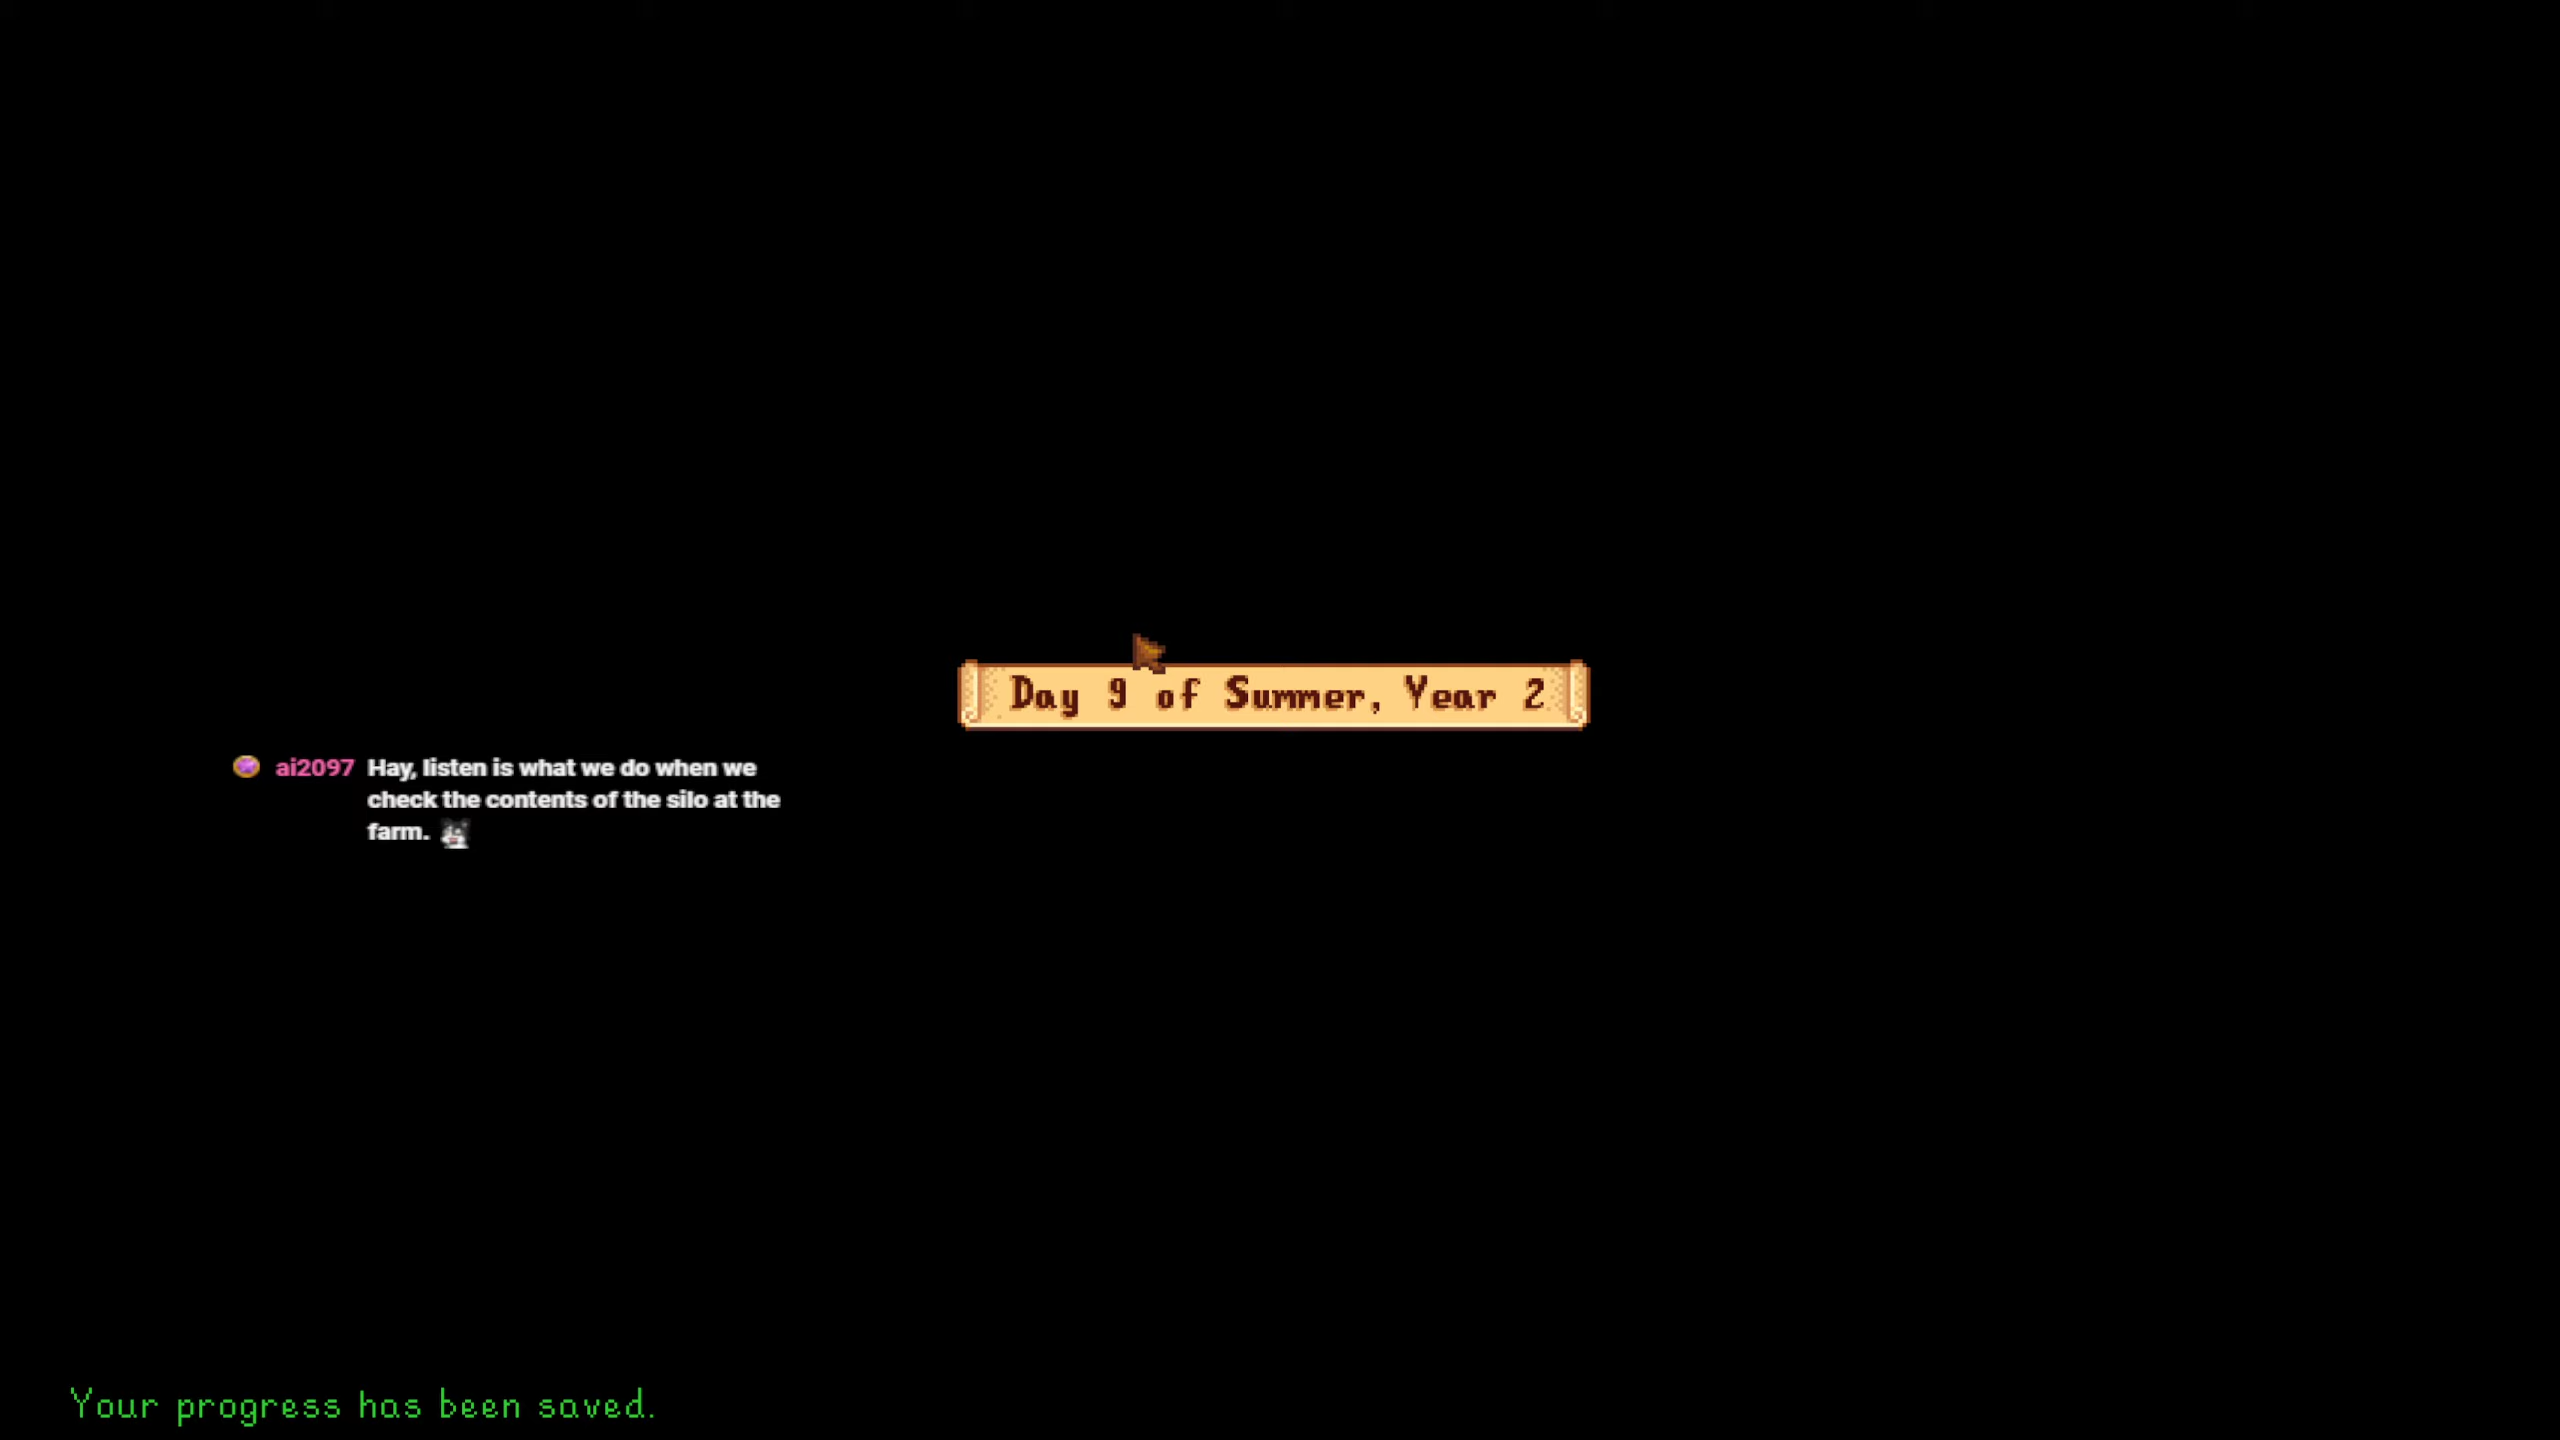 Day 9 of Summer, Year 2
ai2097 Hay, listen is what we do when we
check the contents of the silo at the
farm.
Your progress has been saved.